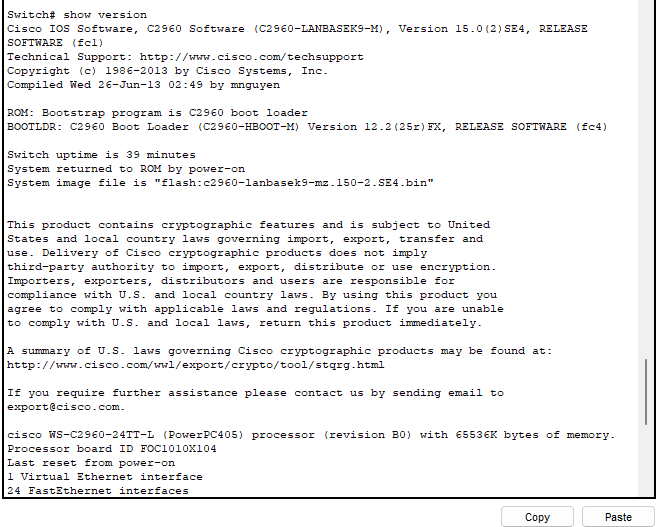 Switch# show version
Cisco IOS Software, C2960 Software (C2960-LANBASEK9-M), Version 15.0(2)SE4, RELEASE
SOFTWARE (fc1)
Technical Support: http://www.cisco.com/techsupport
Copyright (c) 1986-2013 by Cisco Systems, Inc.
Compiled Wed 26-Jun-13 02:49 by mnguyen
ROM: Bootstrap program is C2960 boot loader
BOOTLDR: C2960 Boot Loader (C2960-HBOOT-M) Version 12.2(25r)FX, RELEASE SOFTWARE (fc4)
Switch uptime is 39 minutes
System returned to ROM by power-on
System image file is "flash:c2960-lanbasek9-mz.150-2.SE4.bin"
This product contains cryptographic features and is subject to United
States and local country laws governing import, export, transfer and
use. Delivery of Cisco cryptographic products does not imply
third-party authority to import, export, distribute or use encryption.
Importers, exporters, distributors and users are responsible for
compliance with U.S. and local country laws. By using this product you
agree to comply with applicable laws and regulations. If you are unable
to comply with U.S. and local laws, return this product immediately.
A summary of U.S. laws governing Cisco cryptographic products may be found at:
http://www.cisco.com/wwl/export/crypto/tool/stqrg.html
If you require further assistance please contact us by sending email to
export@cisco.com.
cisco WS-C2960-24TT-L (PowerPC405) processor (revision B0) with 65536K bytes of memory.
Processor board ID FOC1010X104
Last reset from power-on
1 Virtual Ethernet interface
24 FastEthernet interfaces
Copy Paste